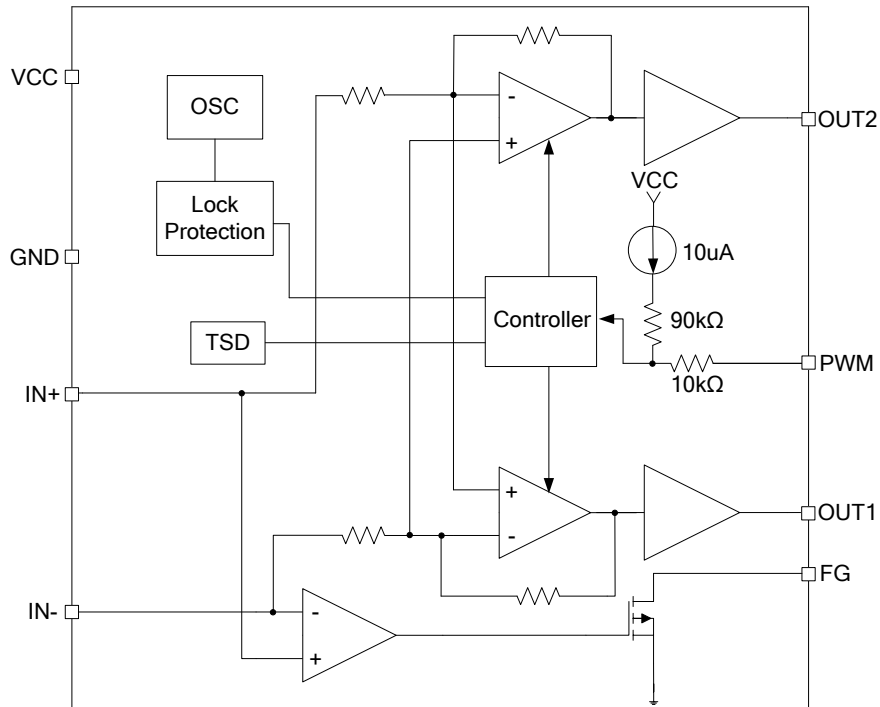 VCC
OSC
-
+
OUT2
Lock
Protection
VCC
GND
10uA
Controller
90kΩ
TSD
PWM
10kΩ
IN+
+
-
OUT1
FG
IN-
-
+